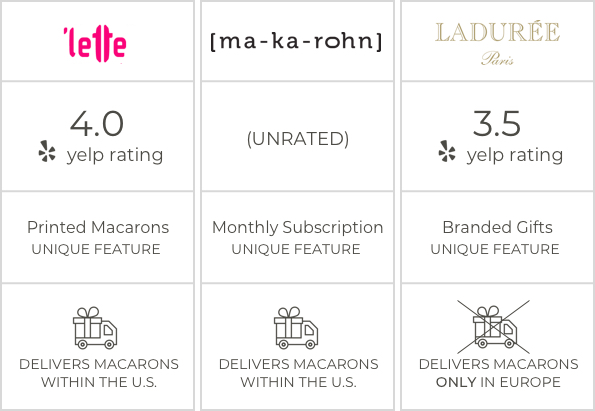 'lette
[ma-ka-rohn]
LADURÉE
Paris
4.0
yelp rating
(UNRATED)
3.5
yelp rating
Printed Macarons
UNIQUE FEATURE
Monthly Subscription
UNIQUE FEATURE
Branded Gifts
UNIQUE FEATURE
DELIVERS MACARONS
WITHIN THE U.S.
DELIVERS MACARONS
WITHIN THE U.S.
DELIVERS MACARONS
ONLY IN EUROPE